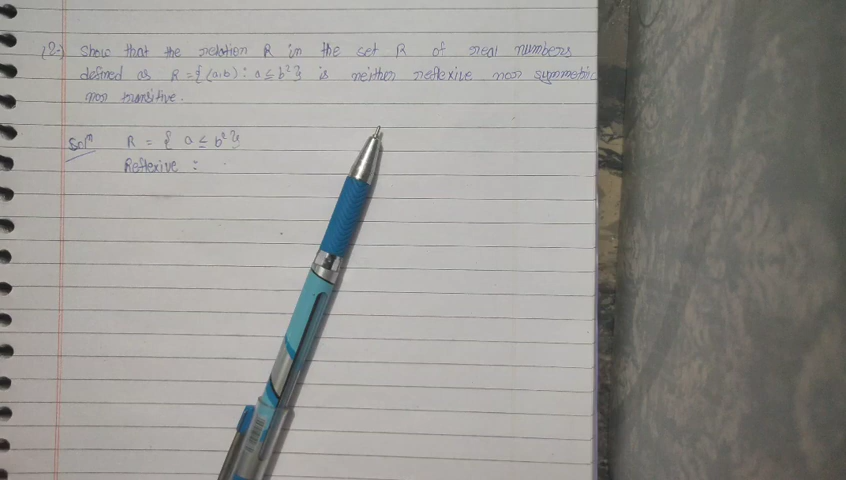 (2.) Show that the relation R in the set R of real numbers
defined as R = { (a,b) : a ≤ b² } is neither reflexive nor symmetric
nor transitive.
Solⁿ R = { a ≤ b² }
Reflexive :